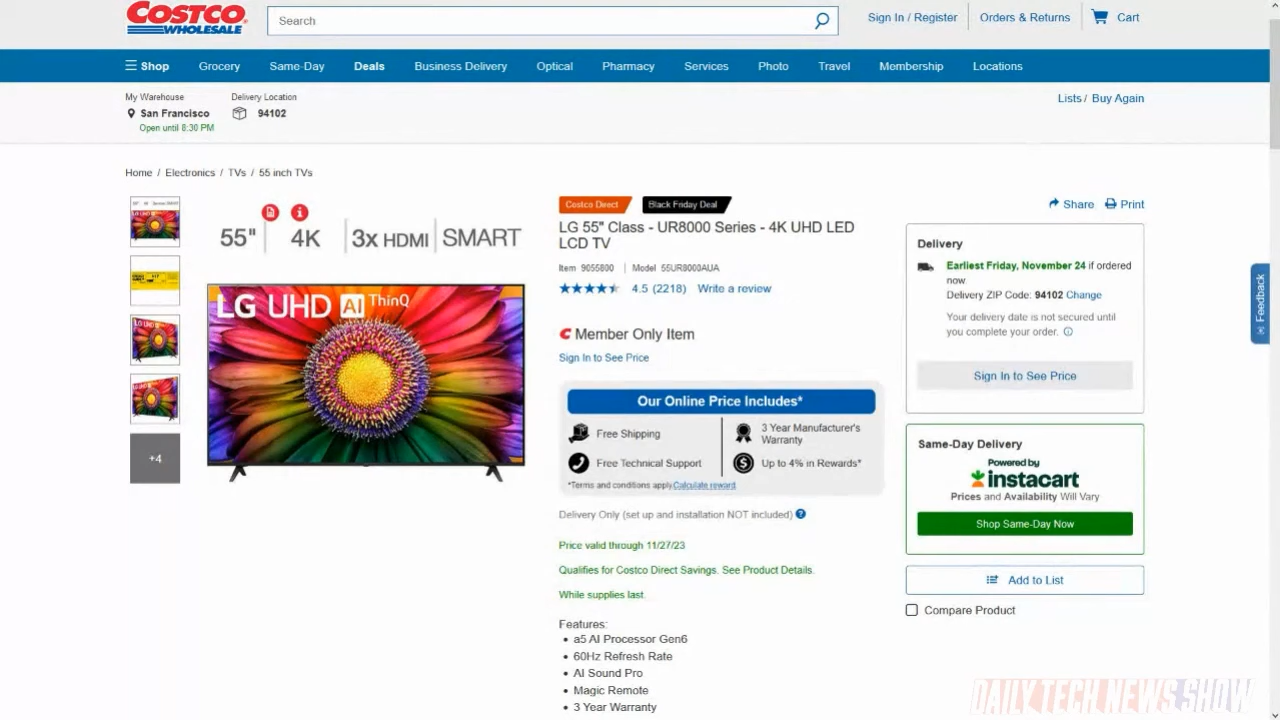 COSTCO
WHOLESALE
Search
Sign In / Register
Orders & Returns
Cart
Shop
Grocery
Same-Day
Deals
Business Delivery
Optical
Pharmacy
Services
Photo
Travel
Membership
Locations
My Warehouse
San Francisco
Open until 8:30 PM
Delivery Location
94102
Lists / Buy Again
Home / Electronics / TVs / 55 inch TVs
55" 4K 3x HDMI SMART
LG UHD AI ThinQ
+4
Costco Direct
Black Friday Deal
LG 55" Class - UR8000 Series - 4K UHD LED
LCD TV
Item 9055800 | Model 55UR8000AUA
4.5 (2218) Write a review
Member Only Item
Sign In to See Price
Our Online Price Includes*
Free Shipping
3 Year Manufacturer's
Warranty
Free Technical Support
Up to 4% in Rewards*
*Terms and conditions apply.Calculate reward
Delivery Only (set up and installation NOT included)
Price valid through 11/27/23
Qualifies for Costco Direct Savings. See Product Details.
While supplies last.
Features:
a5 AI Processor Gen6
60Hz Refresh Rate
AI Sound Pro
Magic Remote
3 Year Warranty
Share
Print
Delivery
Earliest Friday, November 24 if ordered
now
Delivery ZIP Code: 94102 Change
Your delivery date is not secured until
you complete your order.
Sign In to See Price
Same-Day Delivery
Powered by
instacart
Prices and Availability Will Vary
Shop Same-Day Now
Add to List
Compare Product
Feedback
DAILY TECH NEWS SHOW